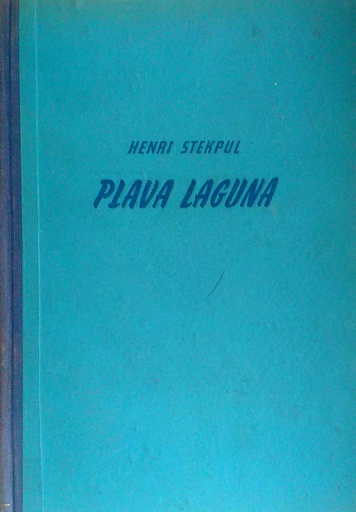 HENRI STEKPUL
PLAVA LAGUNA